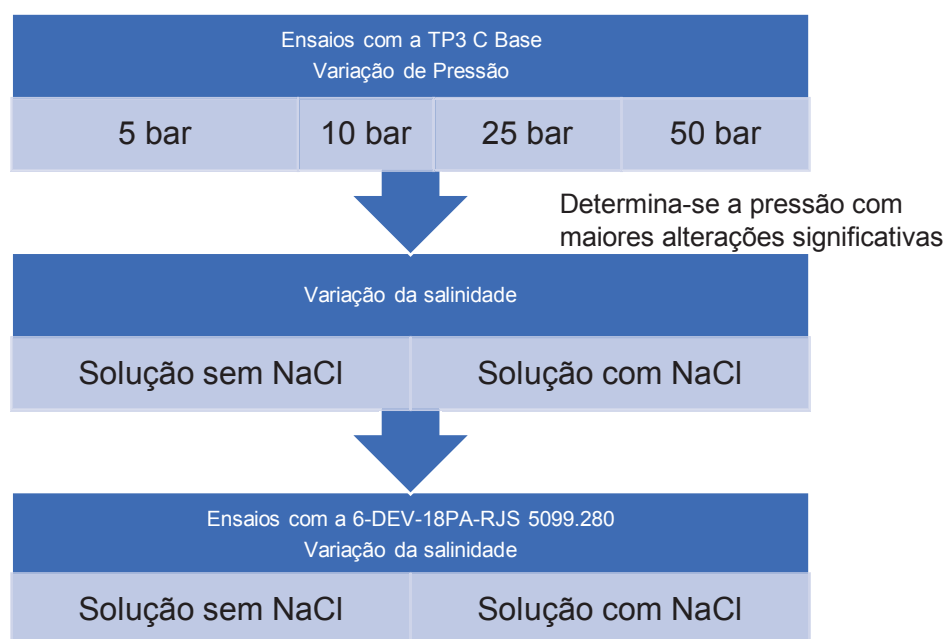 Ensaios com a TP3 C Base
Variação de Pressão
5 bar
10 bar
25 bar
50 bar
Determina-se a pressão com
maiores alterações significativas
Variação da salinidade
Solução sem NaCl
Solução com NaCl
Ensaios com a 6-DEV-18PA-RJS 5099.280
Variação da salinidade
Solução sem NaCl
Solução com NaCl